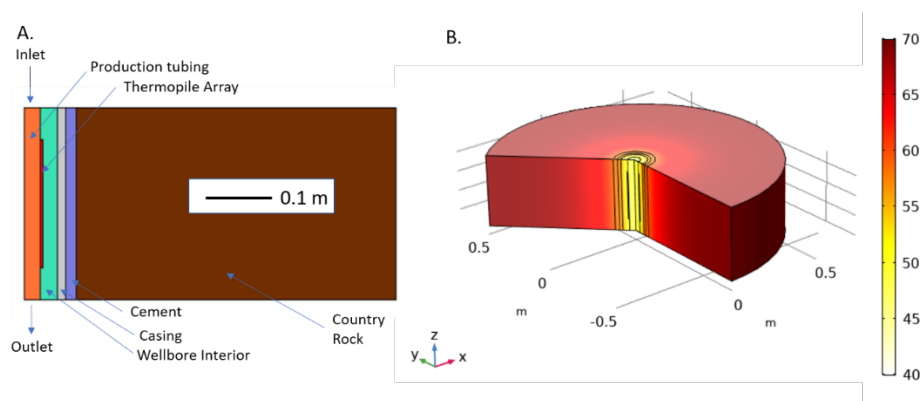 A.
Inlet
Production tubing
Thermopile Array
0.1 m
Cement
Casing
Wellbore Interior
Outlet
Country
Rock
B.
0.5
0
m
-0.5
0
m
0.5
z
y
x
70
65
60
55
50
45
40